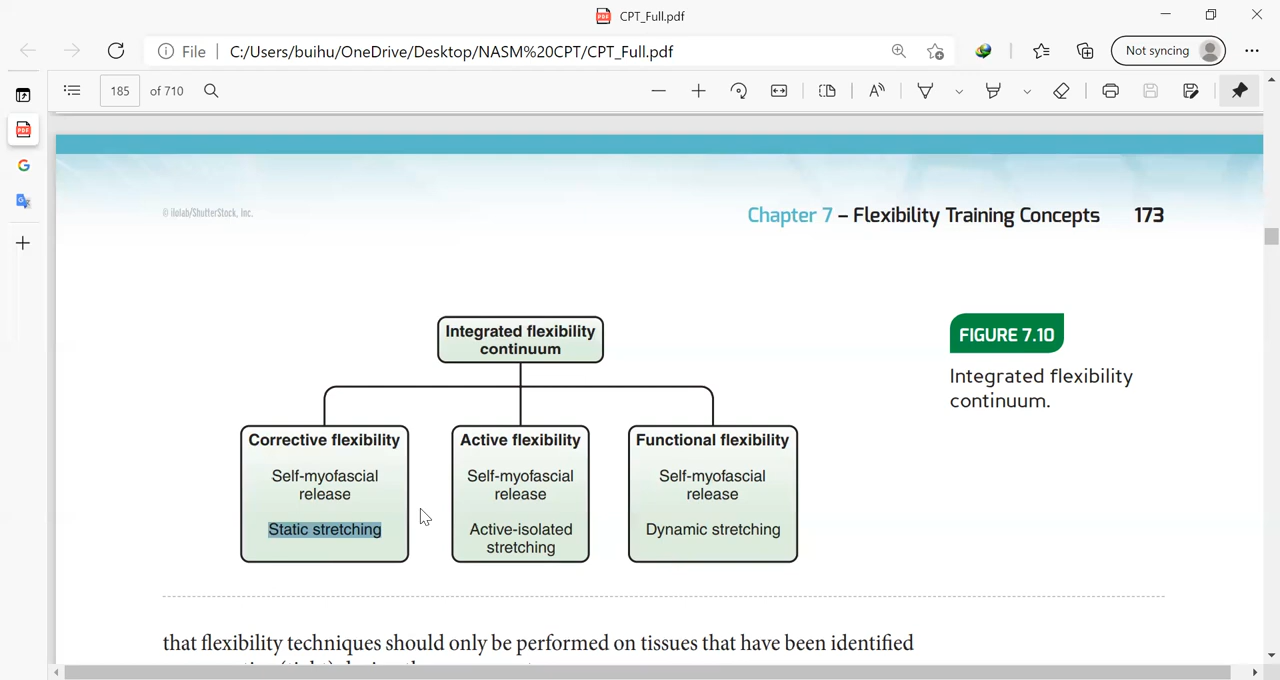 CPT_Full.pdf
File
C:/Users/buihu/OneDrive/Desktop/NASM%20CPT/CPT_Full.pdf
Not syncing
185 of 710
© ilolab/ShutterStock, Inc.
Chapter 7 – Flexibility Training Concepts 173
Integrated flexibility
continuum
Corrective flexibility
Self-myofascial
release
Static stretching
Active flexibility
Self-myofascial
release
Active-isolated
stretching
Functional flexibility
Self-myofascial
release
Dynamic stretching
FIGURE 7.10
Integrated flexibility
continuum.
that flexibility techniques should only be performed on tissues that have been identified